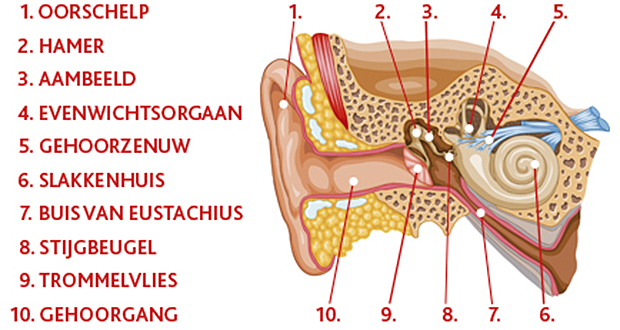 1. OORSCHELP
2. HAMER
3. AAMBEELD
4. EVENWICHTSORGAAN
5. GEHOORZENUW
6. SLAKKENHUIS
7. BUIS VAN EUSTACHIUS
8. STIJGBEUGEL
9. TROMMELVLIES
10. GEHOORGANG
1. 2. 3. 4. 5.
10. 9. 8. 7. 6.